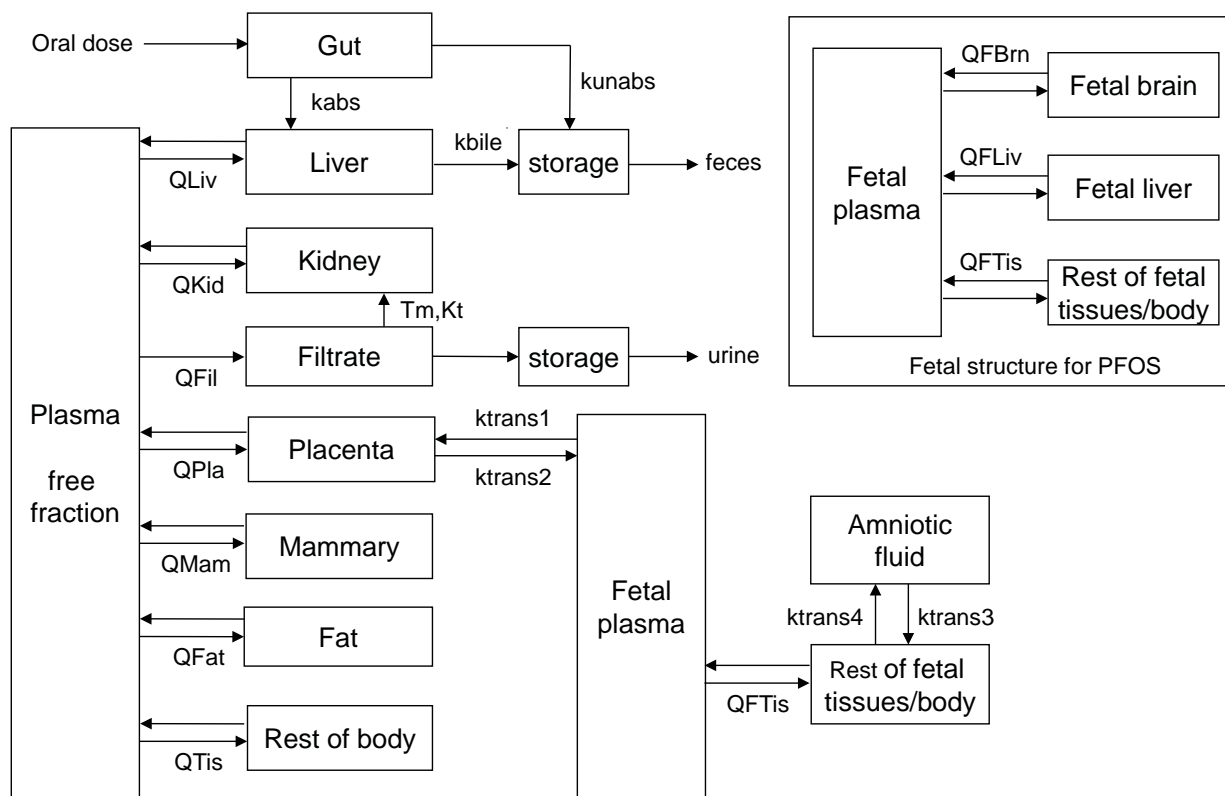 Oral dose
Gut
kabs
kunabs
Liver
QLiv
kbile
storage
feces
Kidney
QKid
Tm,Kt
Filtrate
QFil
storage
urine
Plasma
free
fraction
Placenta
QPla
ktrans1
ktrans2
Mammary
QMam
Fat
QFat
Rest of body
QTis
Fetal
plasma
Amniotic
fluid
ktrans4
ktrans3
Rest of fetal
tissues/body
QFTis
Fetal
plasma
QFBrn
Fetal brain
QFLiv
Fetal liver
QFTis
Rest of fetal
tissues/body
Fetal structure for PFOS